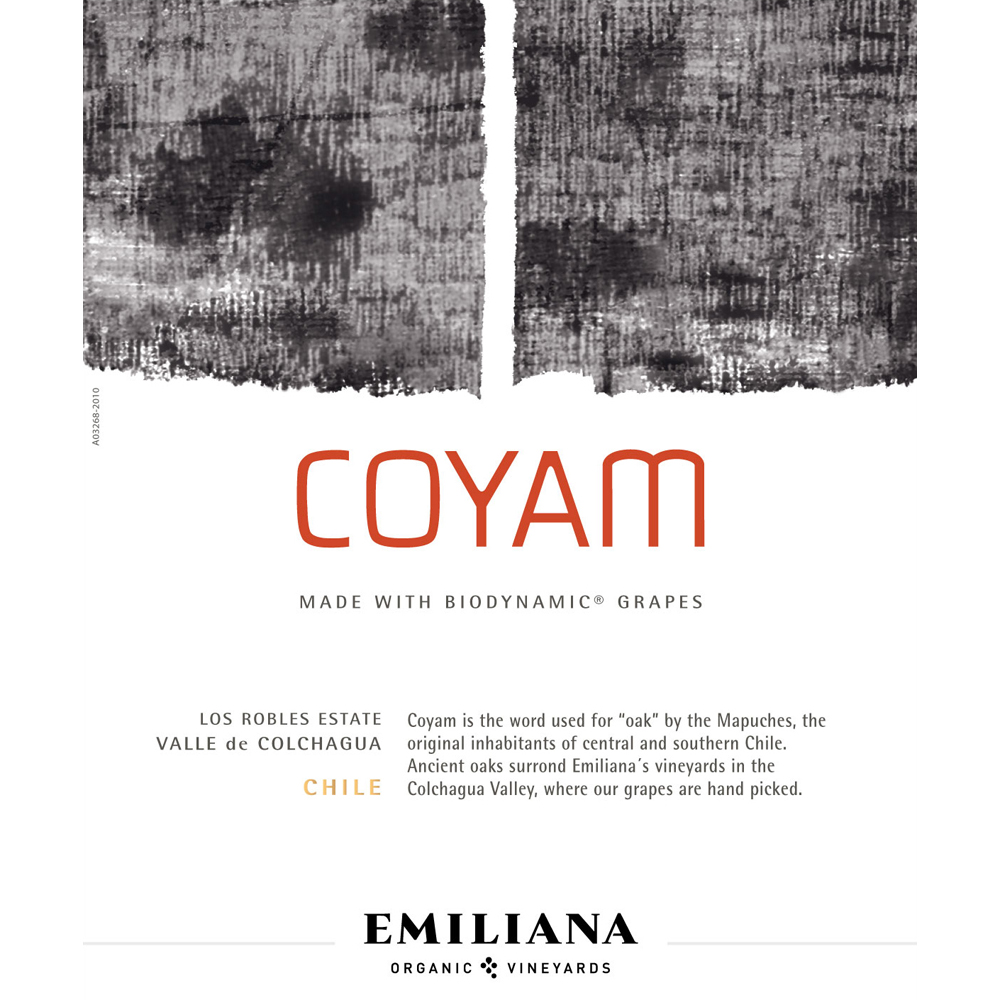 A03268-2010
COYAM
MADE WITH BIODYNAMIC® GRAPES
LOS ROBLES ESTATE
VALLE de COLCHAGUA
CHILE
Coyam is the word used for “oak” by the Mapuches, the
original inhabitants of central and southern Chile.
Ancient oaks surrond Emiliana´s vineyards in the
Colchagua Valley, where our grapes are hand picked.
EMILIANA
ORGANIC VINEYARDS